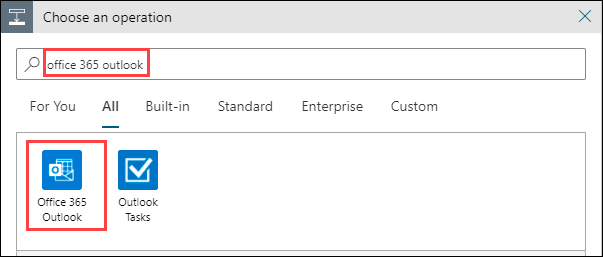 Choose an operation
office 365 outlook
For You All Built-in Standard Enterprise Custom
Office 365 Outlook
Outlook Tasks